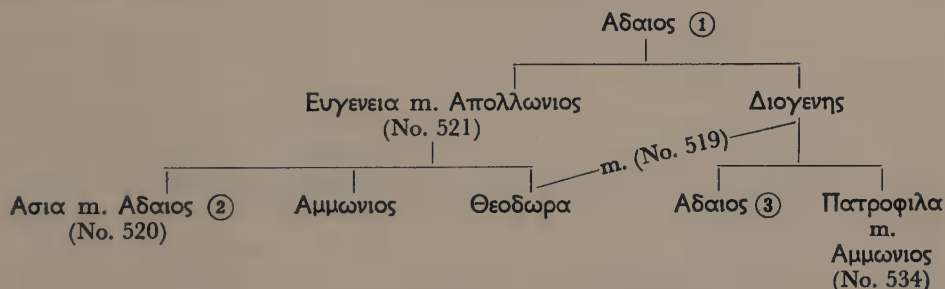 Αδαιος ①
Ευγενεια m. Απολλωνιος Διογενης
(No. 521)
m. (No. 519)
Ασια m. Αδαιος ② Αμμωνιος Θεοδωρα Αδαιος ③ Πατροφιλα
(No. 520) m.
Αμμωνιος
(No. 534)